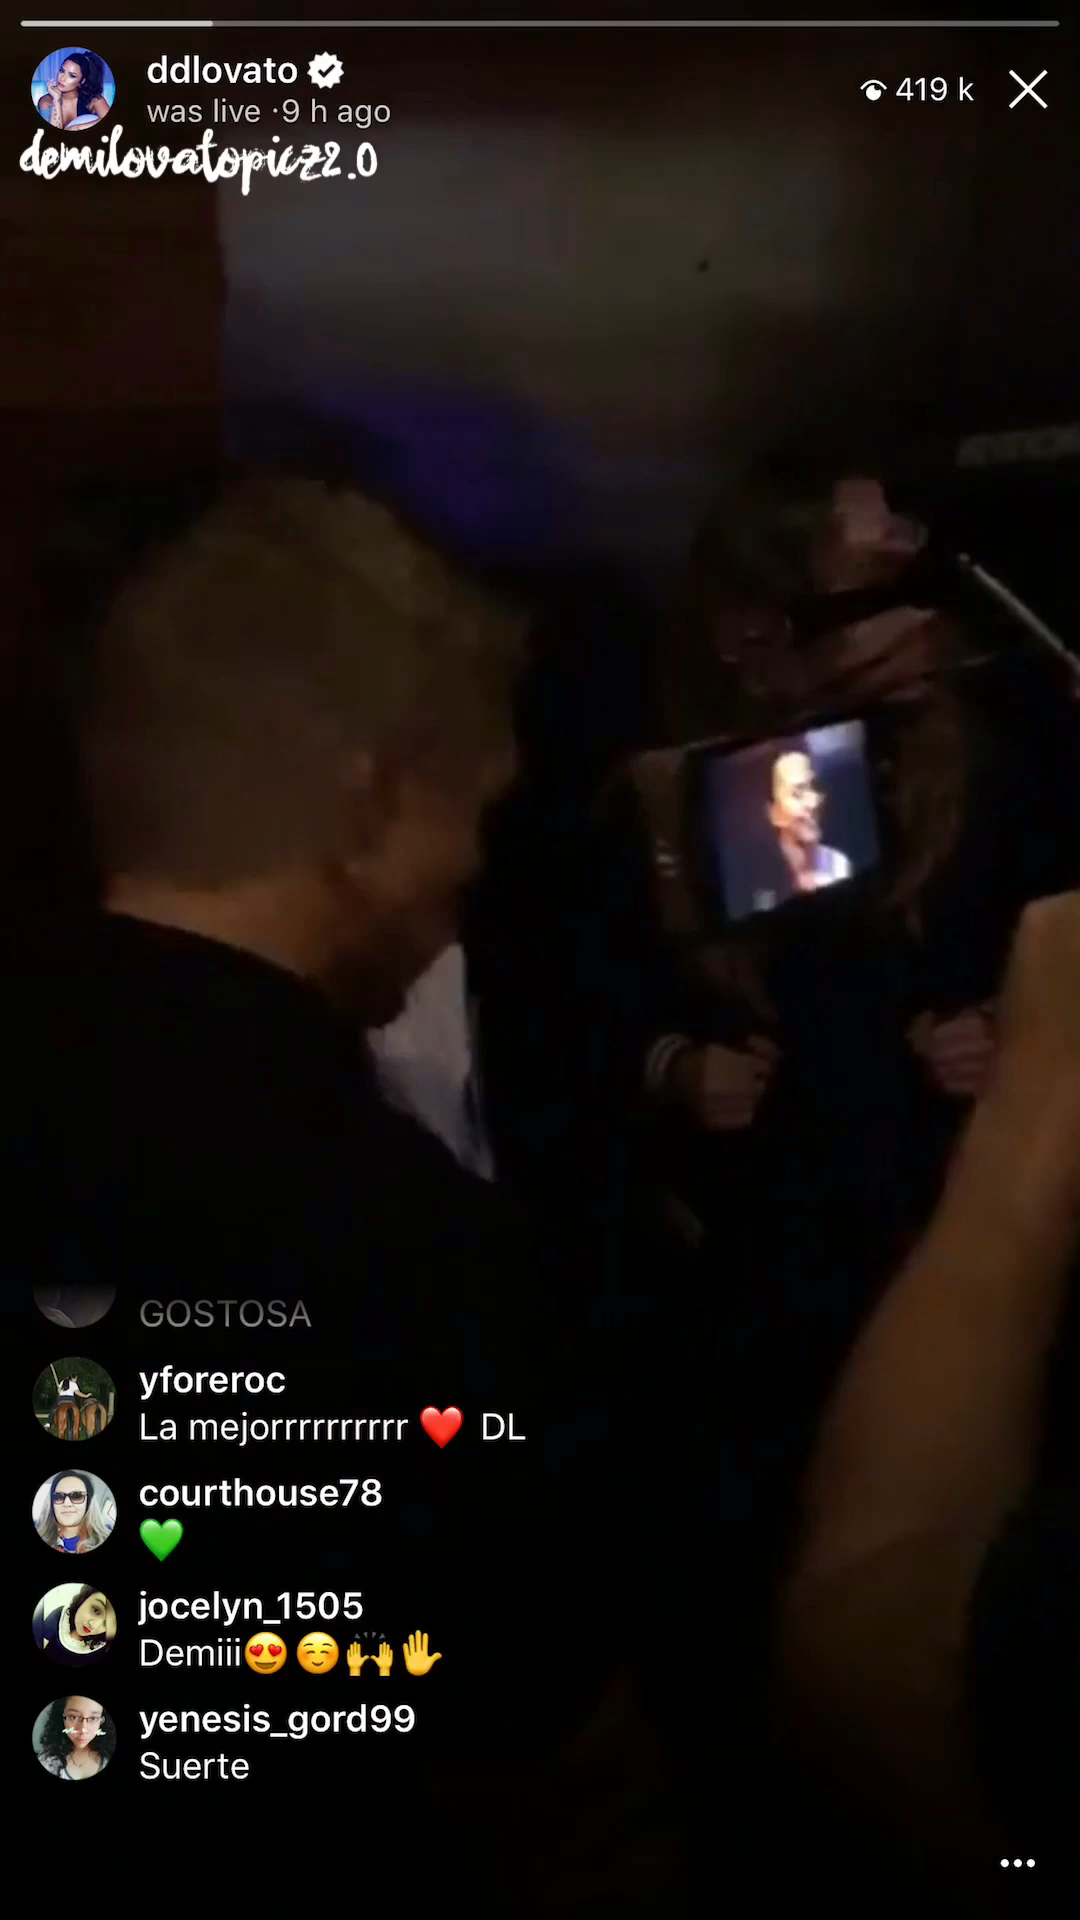 ddlovato
419 k
was live · 9 h ago
demilovatopicz2.0
GOSTOSA
yforeroc
La mejorrrrrrrrrr ❤️ DL
courthouse78
💚
jocelyn_1505
Demiii😍☺️🙌✋
yenesis_gord99
Suerte